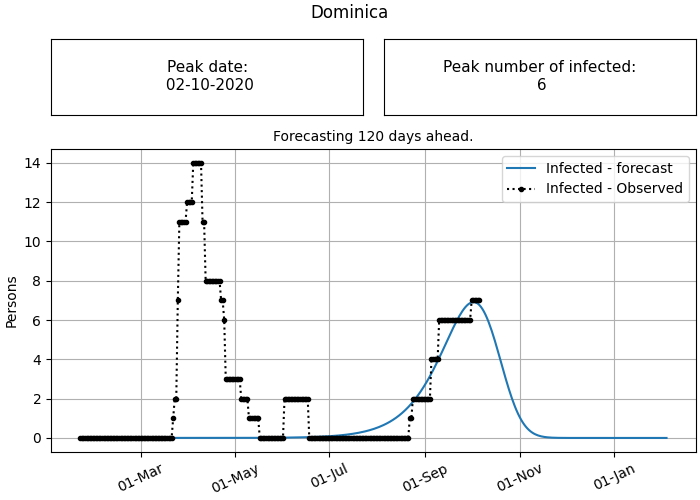 Dominica
Peak date:
02-10-2020
Peak number of infected:
6
Forecasting 120 days ahead.
Infected - forecast
Infected - Observed
Persons
14
12
10
8
6
4
2
0
01-Mar
01-May
01-Jul
01-Sep
01-Nov
01-Jan